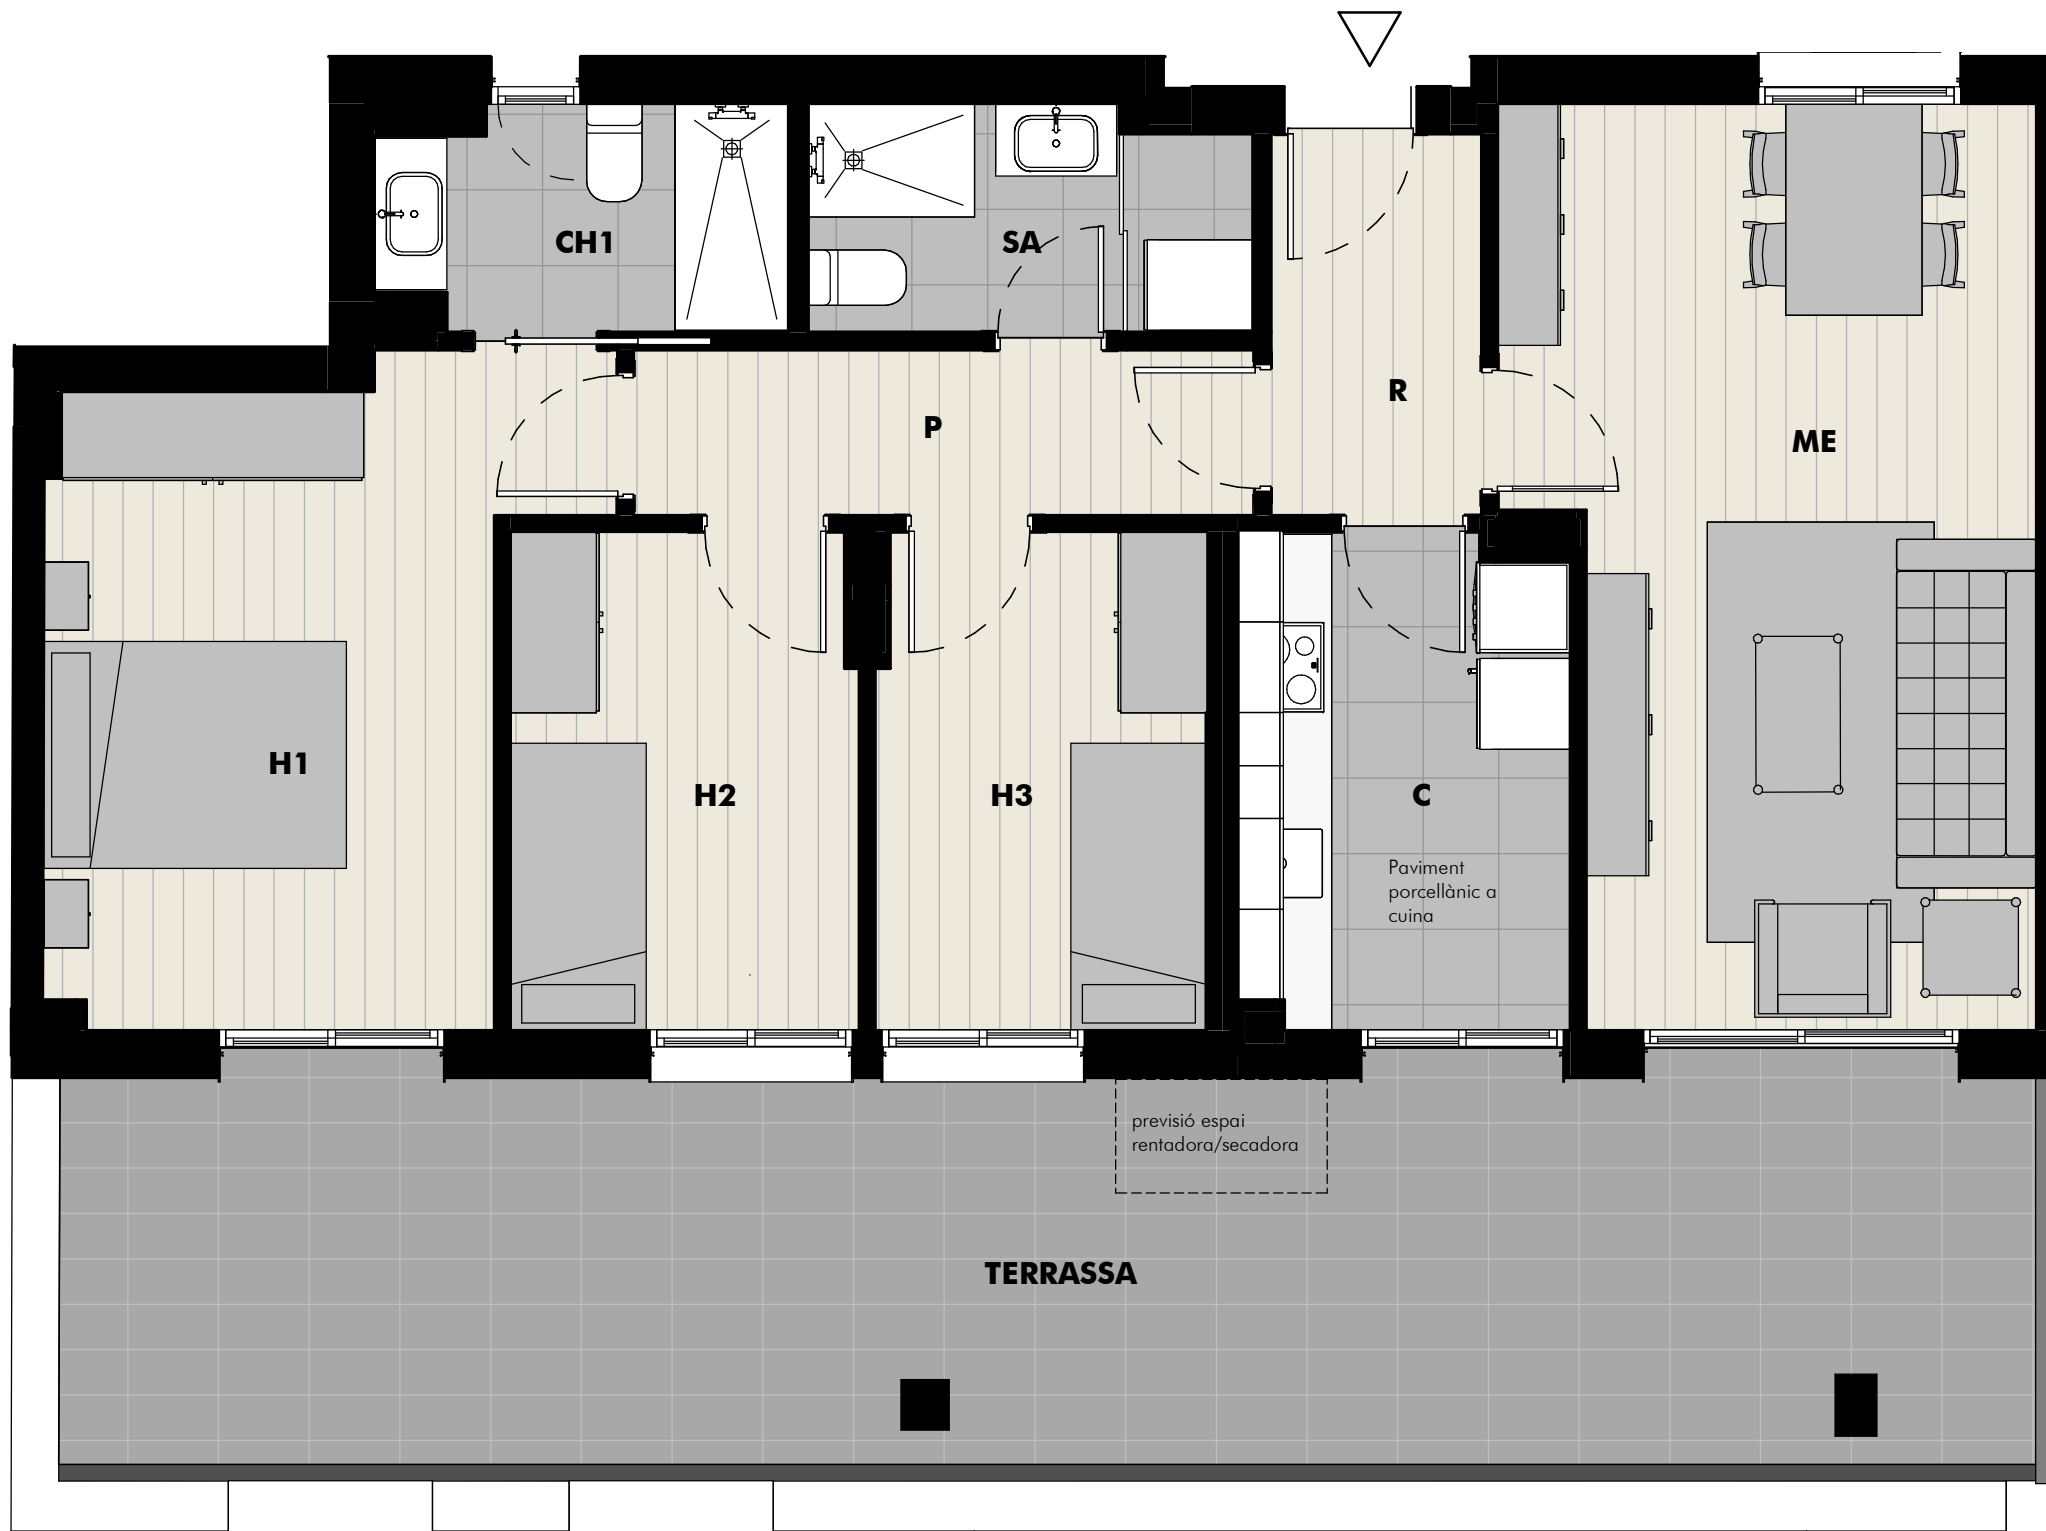 CH1
SA
R
P
ME
H1
H2
H3
C
Paviment
porcellànic a
cuina
previsió espai
rentadora/secadora
TERRASSA